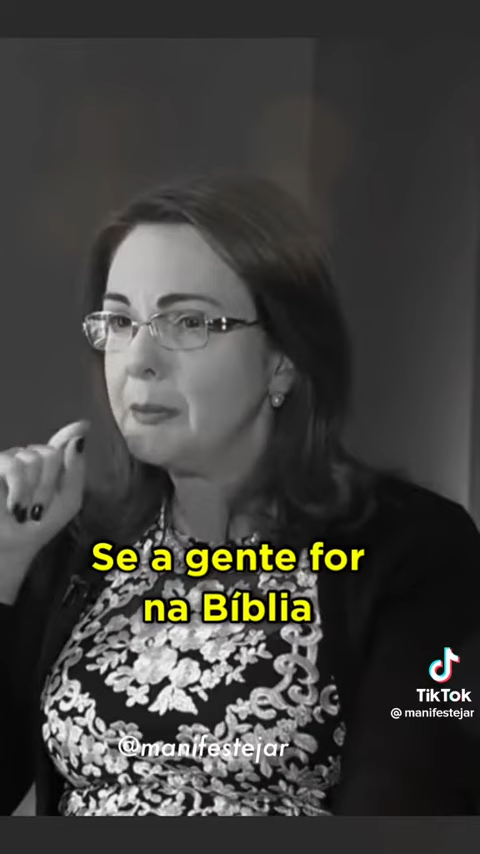 Se a gente for
na Bíblia
TikTok
@manifestejar
@manifestejar